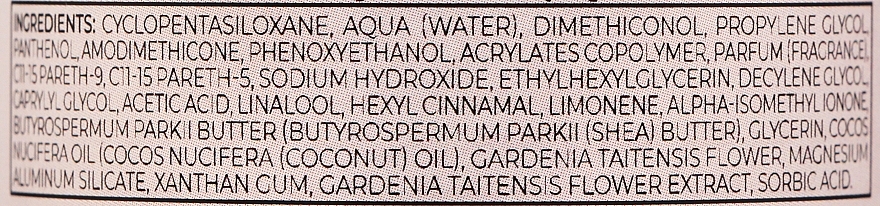 INGREDIENTS: CYCLOPENTASILOXANE, AQUA (WATER), DIMETHICONOL, PROPYLENE GLYCOL,
PANTHENOL, AMODIMETHICONE, PHENOXYETHANOL, ACRYLATES COPOLYMER, PARFUM (FRAGRANCE),
C11-15 PARETH-9, C11-15 PARETH-5, SODIUM HYDROXIDE, ETHYLHEXYLGLYCERIN, DECYLENE GLYCOL,
CAPRYLYL GLYCOL, ACETIC ACID, LINALOOL, HEXYL CINNAMAL, LIMONENE, ALPHA-ISOMETHYL IONONE,
BUTYROSPERMUM PARKII BUTTER (BUTYROSPERMUM PARKII (SHEA) BUTTER), GLYCERIN, COCOS
NUCIFERA OIL (COCOS NUCIFERA (COCONUT) OIL), GARDENIA TAITENSIS FLOWER, MAGNESIUM
ALUMINUM SILICATE, XANTHAN GUM, GARDENIA TAITENSIS FLOWER EXTRACT, SORBIC ACID.